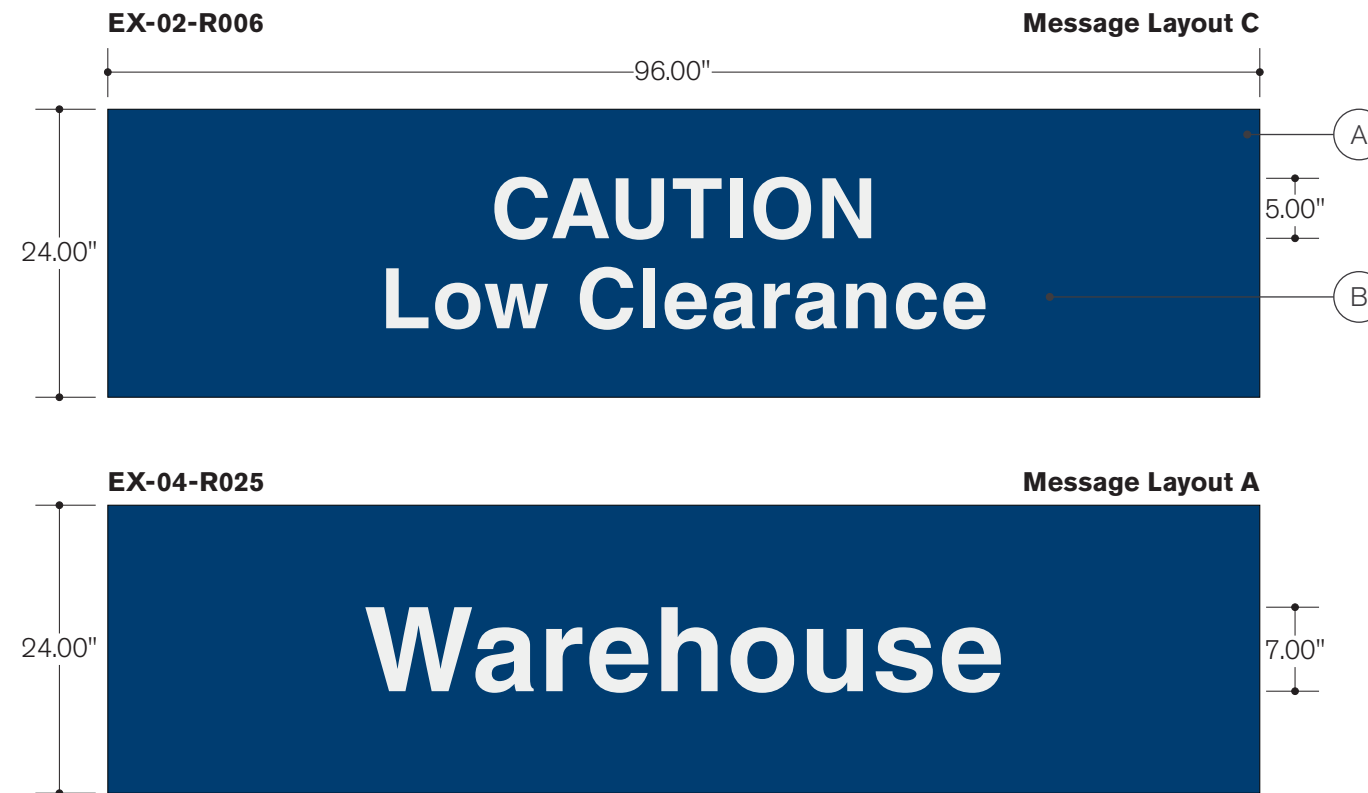 EX-02-R006 Message Layout C
96.00"
A
CAUTION
5.00"
24.00"
Low Clearance
B
EX-04-R025 Message Layout A
Warehouse
24.00"
7.00"